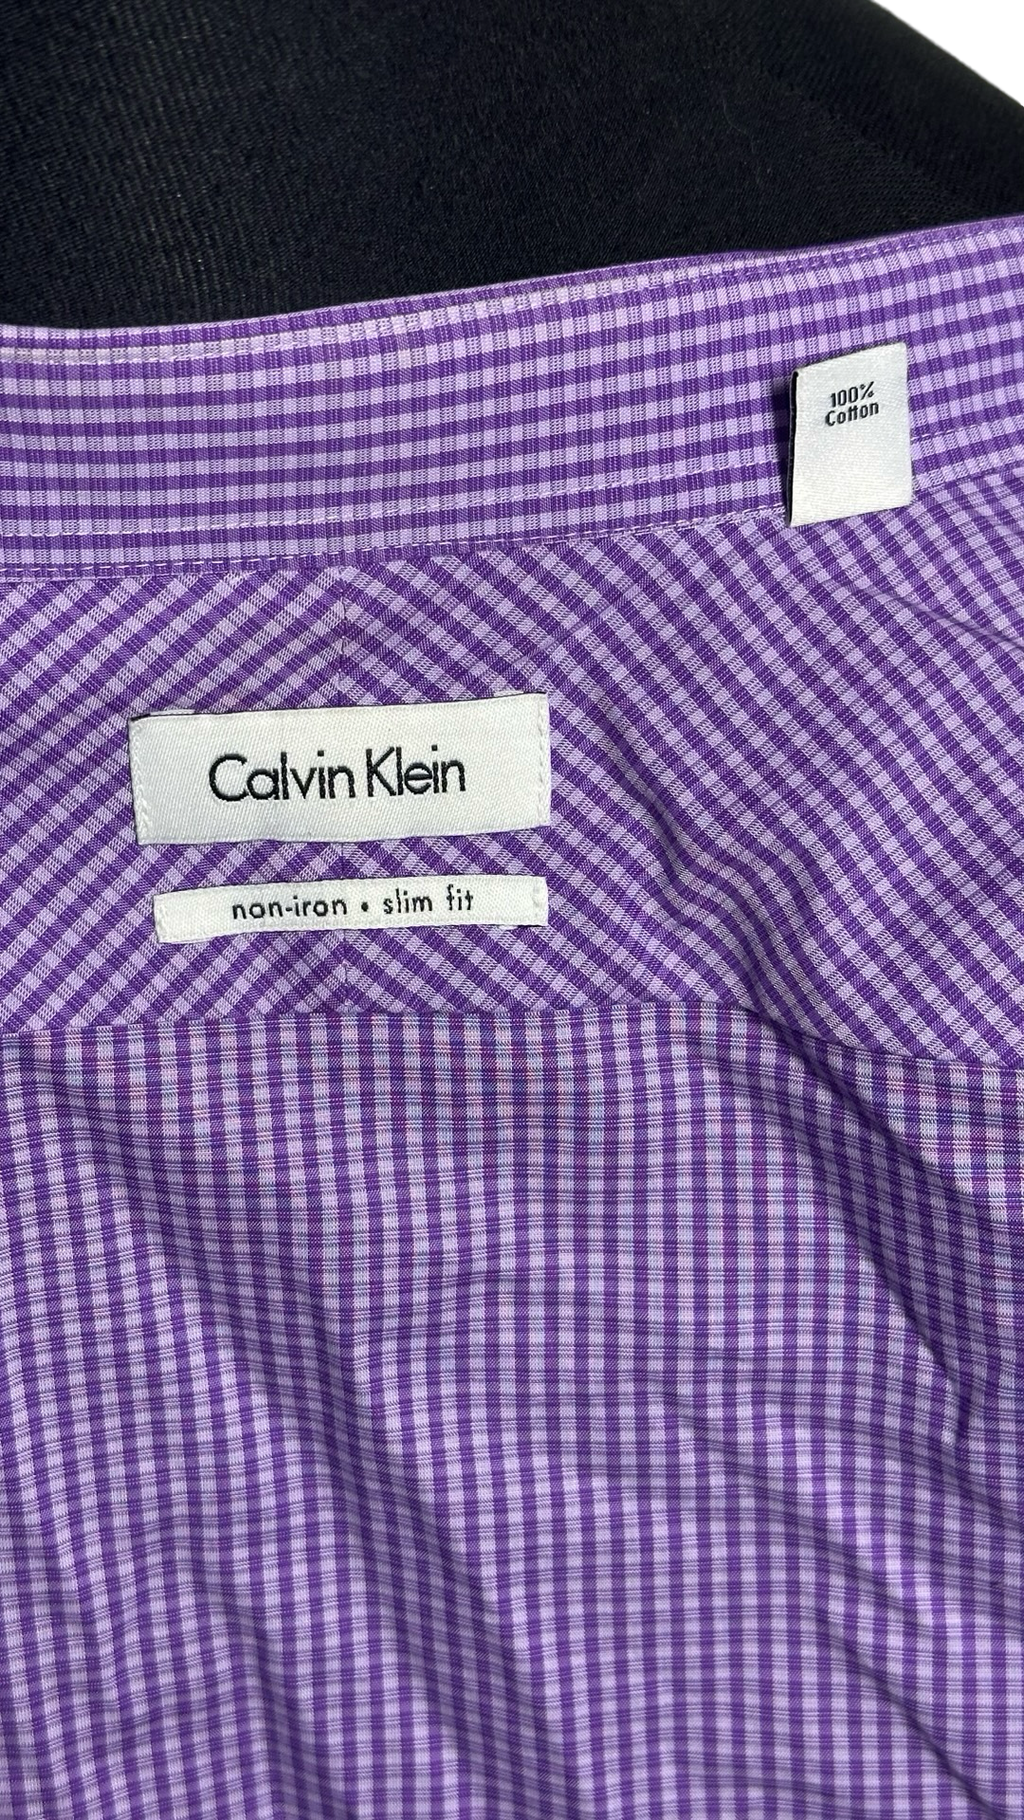 100%
Cotton
Calvin Klein
non-iron • slim fit